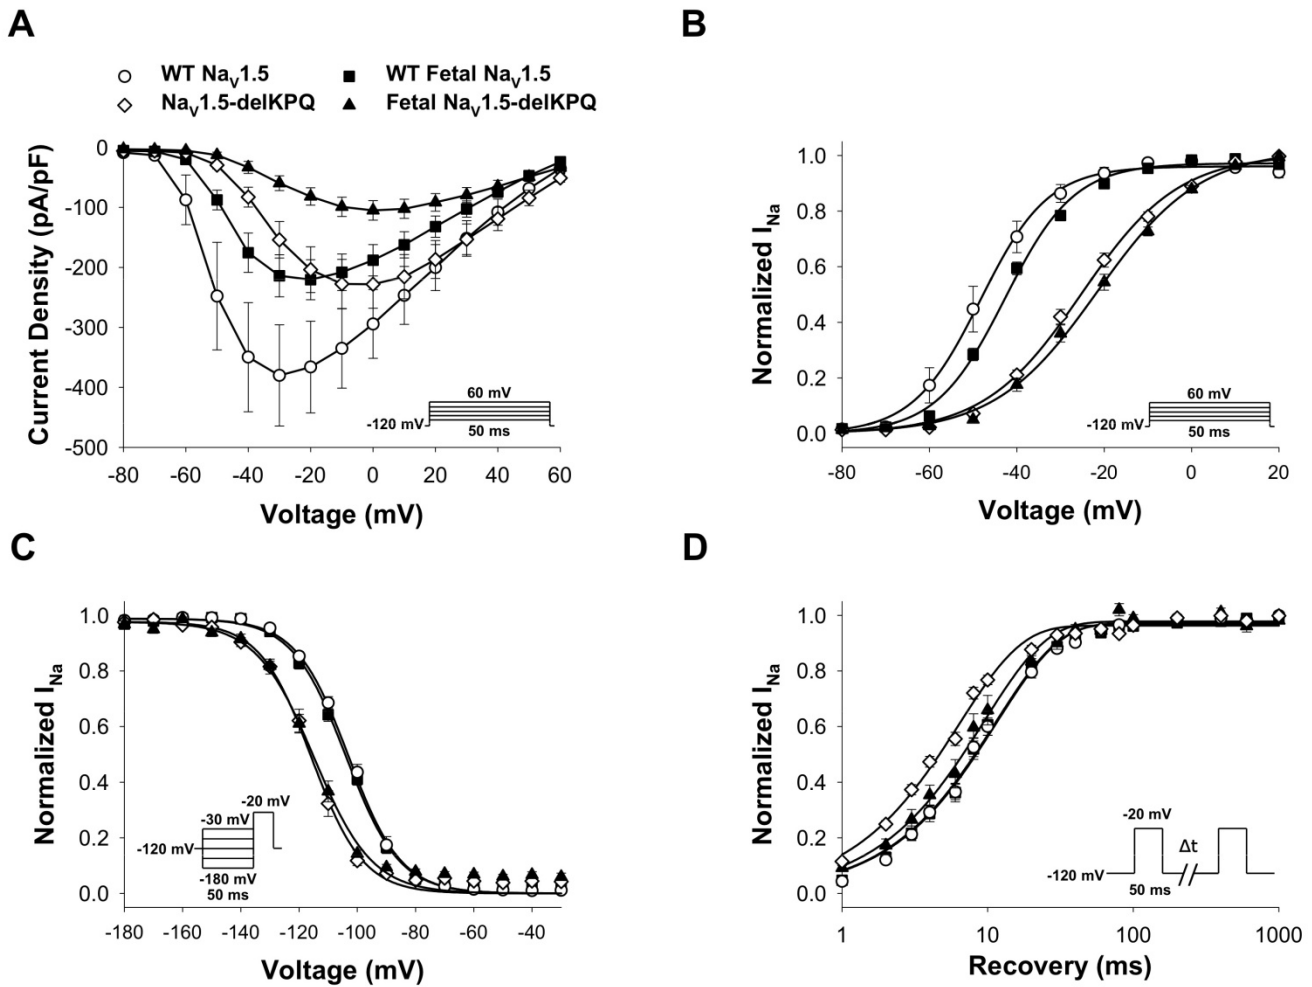 A
B
WT NaV1.5
WT Fetal NaV1.5
NaV1.5-delKPQ
Fetal NaV1.5-delKPQ
Current Density (pA/pF)
0
-100
-200
-300
-400
-500
-80 -60 -40 -20 0 20 40 60
Voltage (mV)
60 mV
-120 mV
50 ms
Normalized INa
1.0
0.8
0.6
0.4
0.2
0.0
-80 -60 -40 -20 0 20
Voltage (mV)
60 mV
-120 mV
50 ms
C
D
Normalized INa
1.0
0.8
0.6
0.4
0.2
0.0
-180 -160 -140 -120 -100 -80 -60 -40
Voltage (mV)
-20 mV
-30 mV
-120 mV
-180 mV
50 ms
Normalized INa
1.0
0.8
0.6
0.4
0.2
0.0
1 10 100 1000
Recovery (ms)
-20 mV
Δt
-120 mV
50 ms